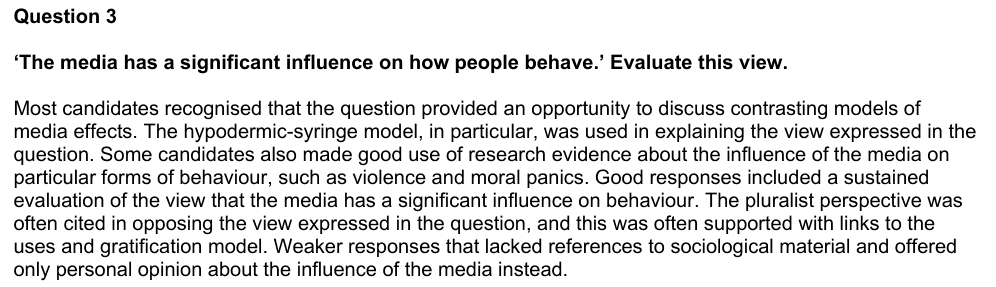 Question 3
‘The media has a significant influence on how people behave.’ Evaluate this view.
Most candidates recognised that the question provided an opportunity to discuss contrasting models of
media effects. The hypodermic-syringe model, in particular, was used in explaining the view expressed in the
question. Some candidates also made good use of research evidence about the influence of the media on
particular forms of behaviour, such as violence and moral panics. Good responses included a sustained
evaluation of the view that the media has a significant influence on behaviour. The pluralist perspective was
often cited in opposing the view expressed in the question, and this was often supported with links to the
uses and gratification model. Weaker responses that lacked references to sociological material and offered
only personal opinion about the influence of the media instead.